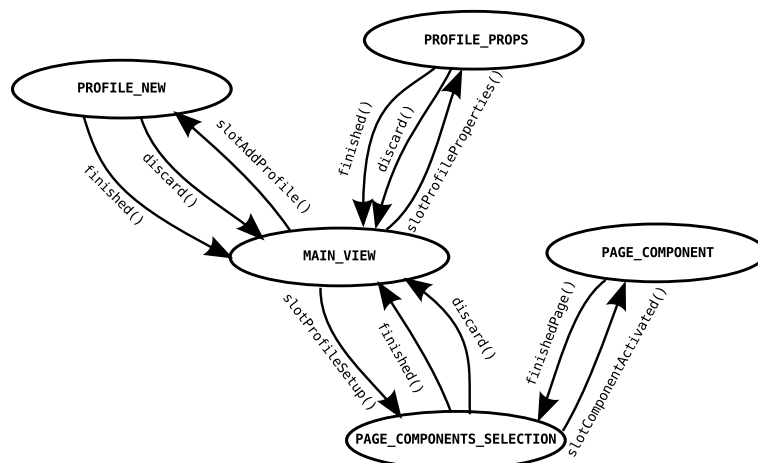 PROFILE_PROPS
PROFILE_NEW
finished()
discard()
slotProfileProperties()
slotAddProfile()
finished()
discard()
MAIN_VIEW
PAGE_COMPONENT
slotProfileSetup()
finished()
discard()
finishedPage()
slotComponentActivated()
PAGE_COMPONENTS_SELECTION